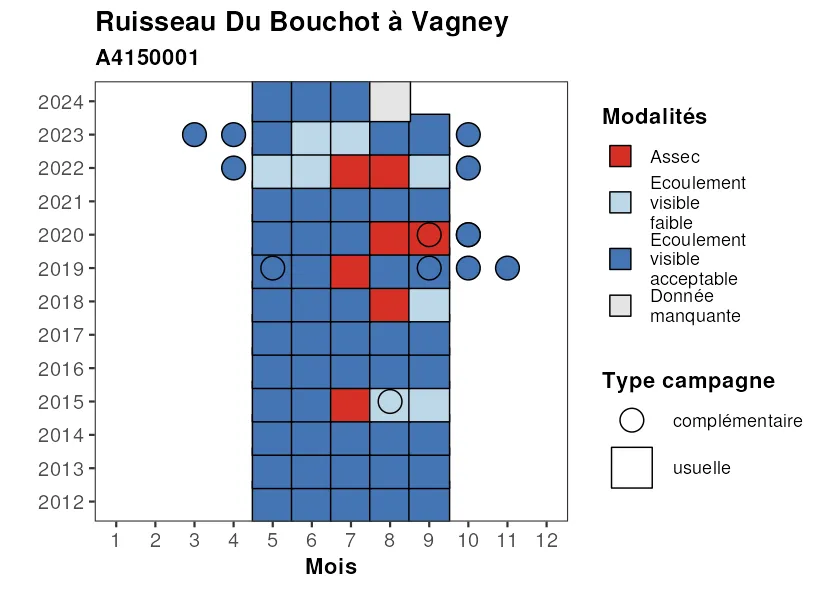 Ruisseau Du Bouchot à Vagney
A4150001
2024
2023
2022
2021
2020
2019
2018
2017
2016
2015
2014
2013
2012
1 2 3 4 5 6 7 8 9 10 11 12
Mois
Modalités
Assec
Ecoulement
visible
faible
Ecoulement
visible
acceptable
Donnée
manquante
Type campagne
complémentaire
usuelle